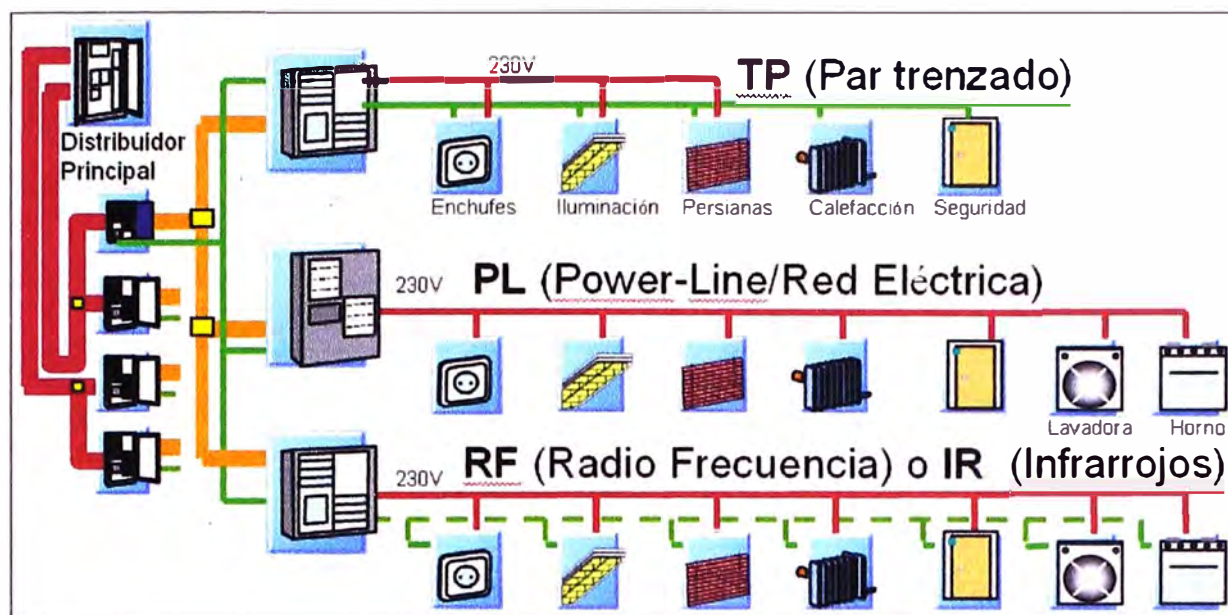 230V
TP (Par trenzado)
Distribuidor
Principal
Enchufes
Iluminación
Persianas
Calefacción
Seguridad
230V
PL (Power-Line/Red Eléctrica)
Lavadora
Horno
230V
RF (Radio Frecuencia) o IR (Infrarrojos)